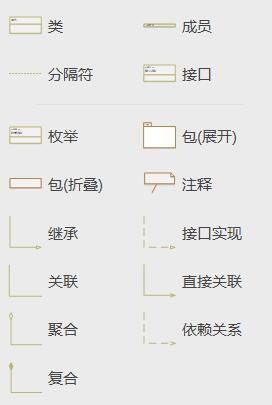 类 成员
分隔符 接口
枚举 包(展开)
包(折叠) 注释
继承 接口实现
关联 直接关联
聚合 依赖关系
复合